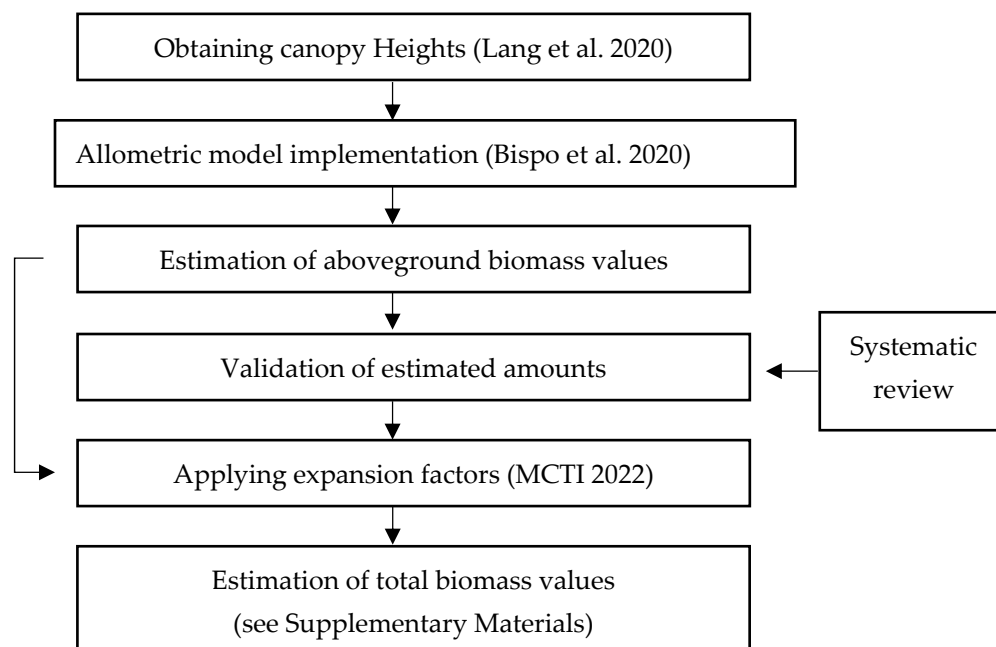 Obtaining canopy Heights (Lang et al. 2020)
Allometric model implementation (Bispo et al. 2020)
Estimation of aboveground biomass values
Validation of estimated amounts
Systematic
review
Applying expansion factors (MCTI 2022)
Estimation of total biomass values
(see Supplementary Materials)